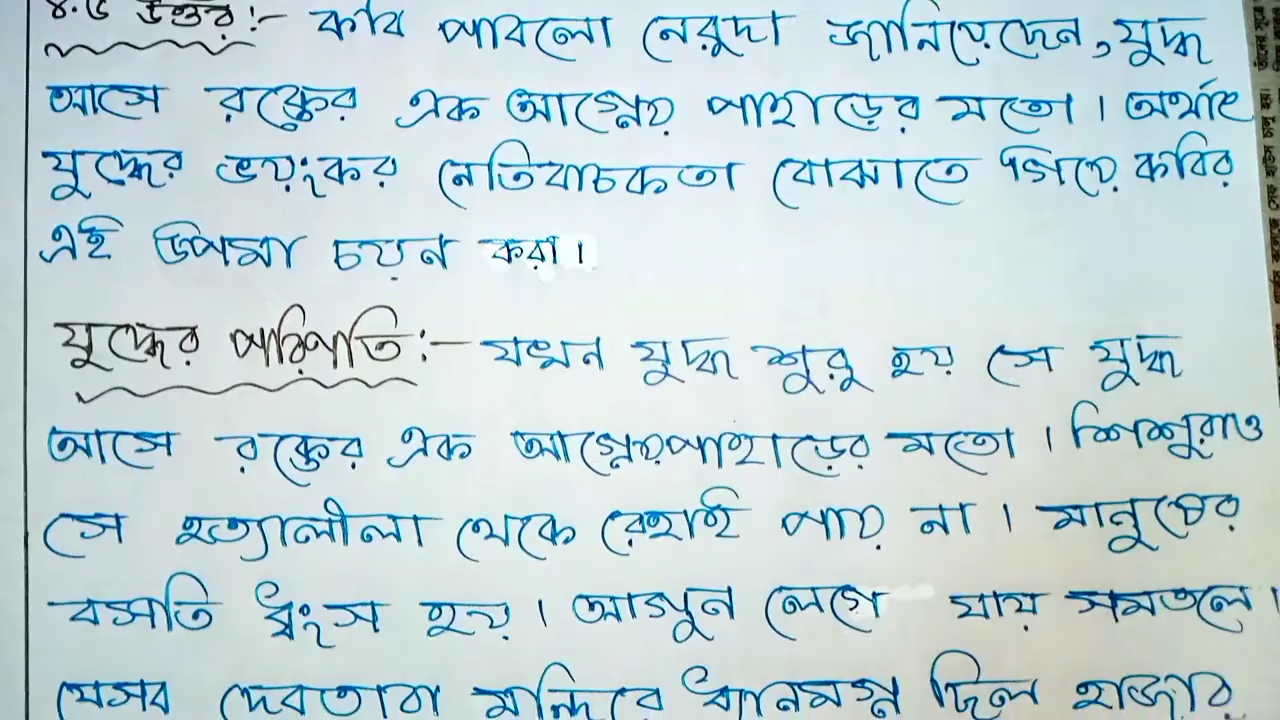 ৪.৫ উত্তর:- কবি পাবলো নেরুদা জানিয়েছেন, যুদ্ধ
আসে রক্তের এক আগ্নেয় পাহাড়ের মতো। অর্থাৎ
যুদ্ধের ভয়ংকর নেতিবাচকতা বোঝাতে গিয়ে কবির
এই উপমা চয়ন করা।
যুদ্ধের পরিণতি:- যখন যুদ্ধ শুরু হয় সে যুদ্ধ
আসে রক্তের এক আগ্নেয়পাহাড়ের মতো। শিশুরাও
সে হত্যালীলা থেকে রেহাই পায় না। মানুষের
বসতি ধ্বংস হয়। আগুন লেগে যায় সমতলে।
যেসব দেবতারা মন্দিরে ধ্যানমগ্ন ছিল হাজার